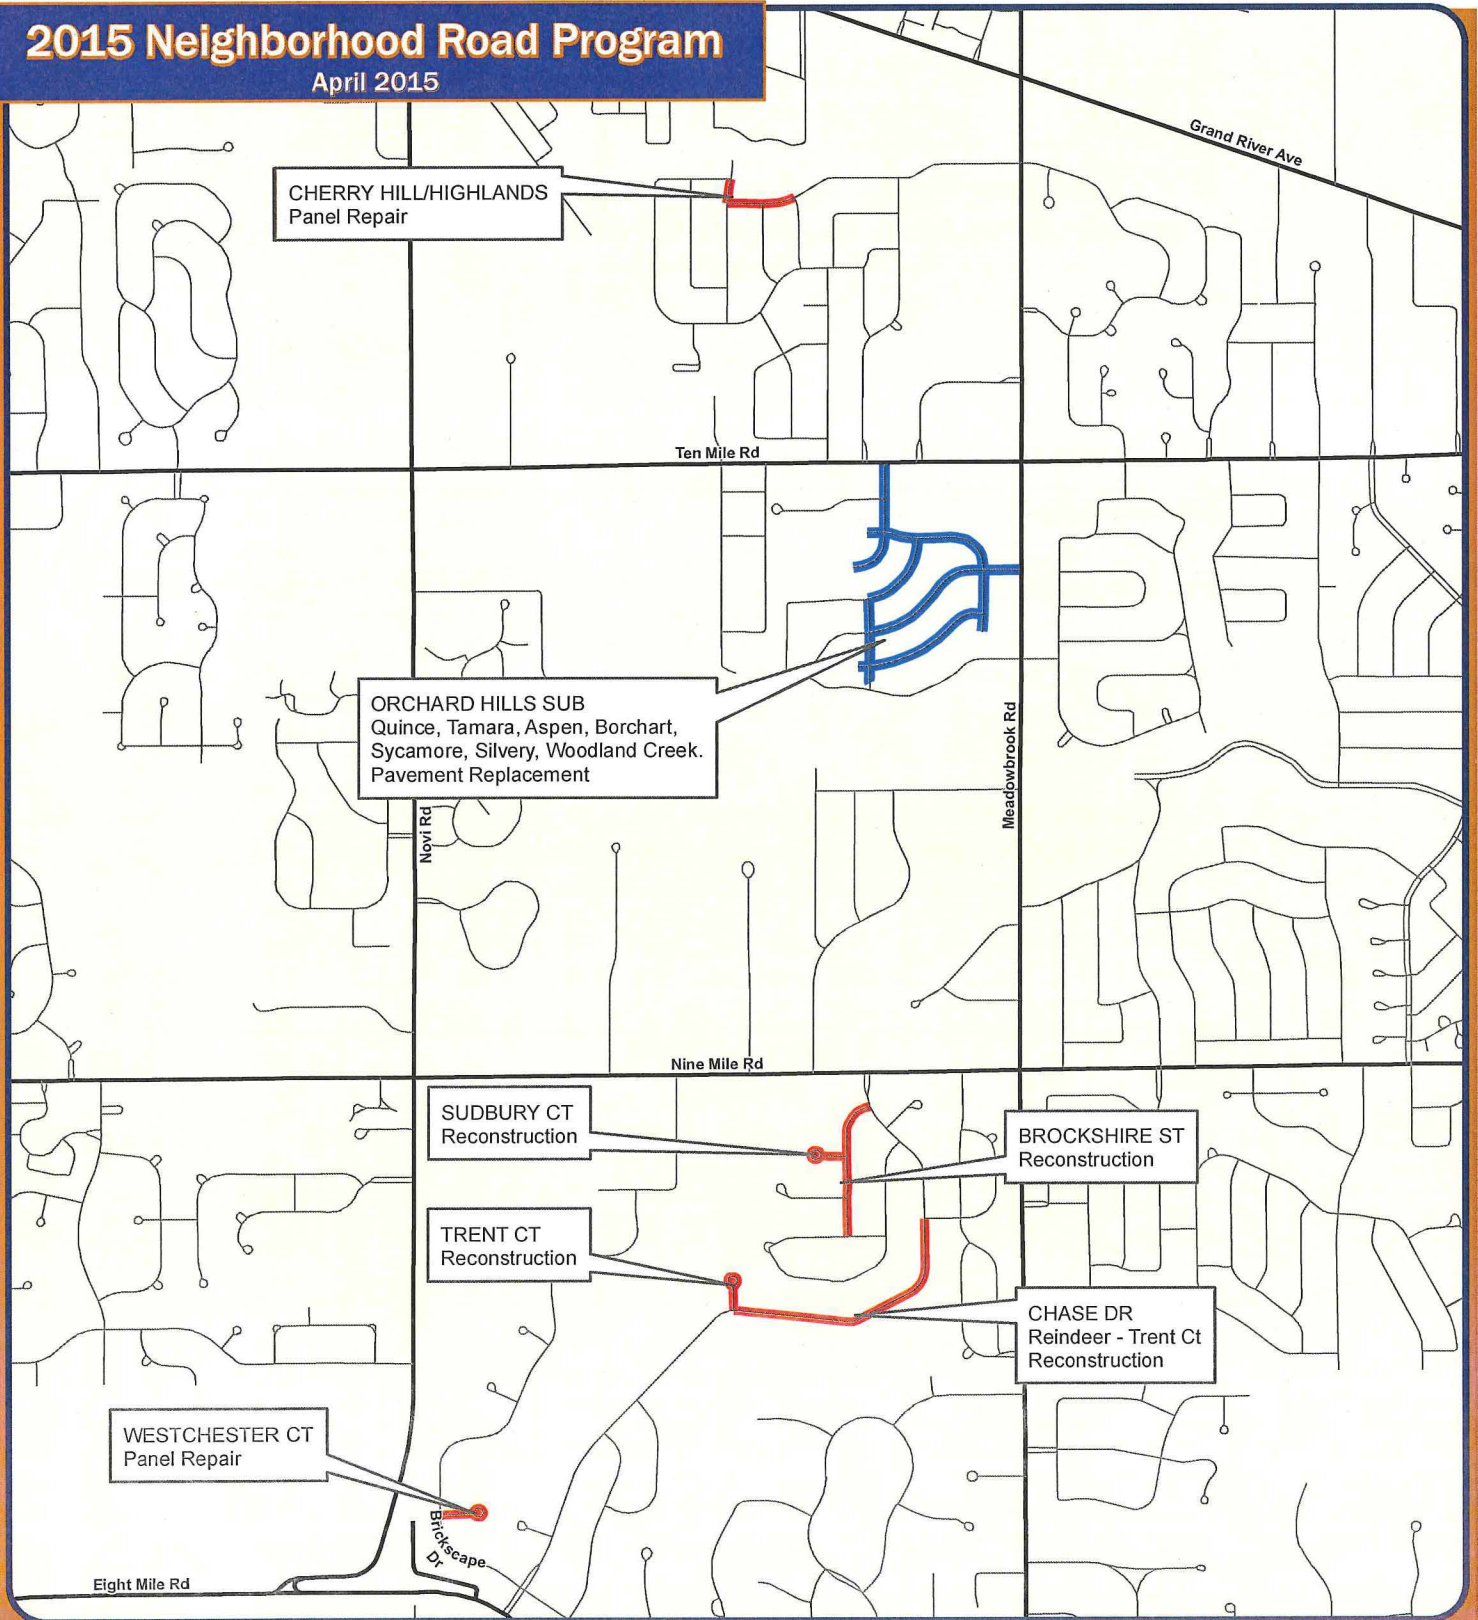 2015 Neighborhood Road Program
April 2015
Grand River Ave
CHERRY HILL/HIGHLANDS
Panel Repair
Ten Mile Rd
ORCHARD HILLS SUB
Quince, Tamara, Aspen, Borchart,
Sycamore, Silvery, Woodland Creek.
Pavement Replacement
Meadowbrook Rd
Novi Rd
Nine Mile Rd
SUDBURY CT
Reconstruction
BROCKSHIRE ST
Reconstruction
TRENT CT
Reconstruction
CHASE DR
Reindeer - Trent Ct
Reconstruction
WESTCHESTER CT
Panel Repair
Brickscape
Dr
Eight Mile Rd